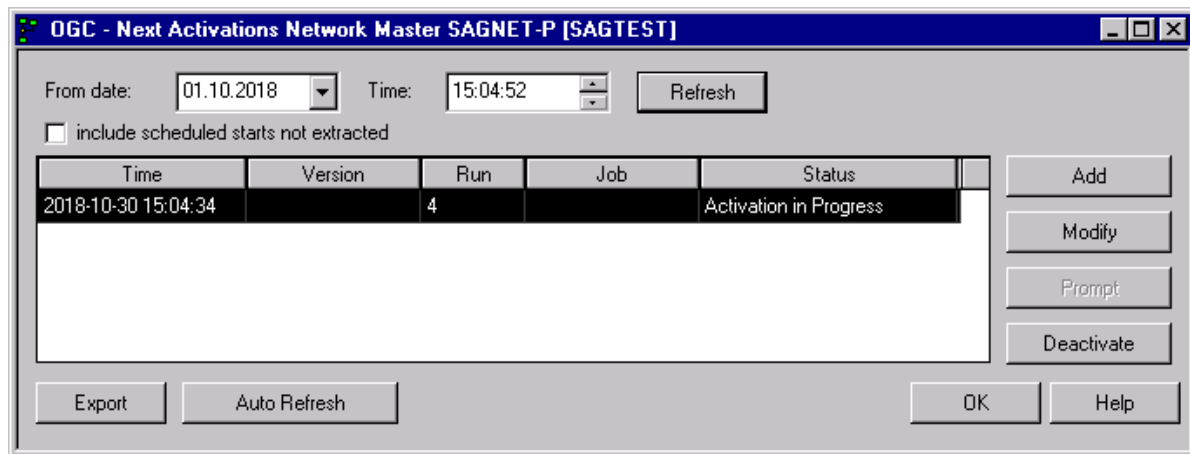 OGC - Next Activations Network Master SAGNET-P [SAGTEST]
From date: 01.10.2018 Time: 15:04:52 Refresh
include scheduled starts not extracted
Time Version Run Job Status
Add
2018-10-30 15:04:34 4 Activation in Progress
Modify
Prompt
Deactivate
Export Auto Refresh OK Help